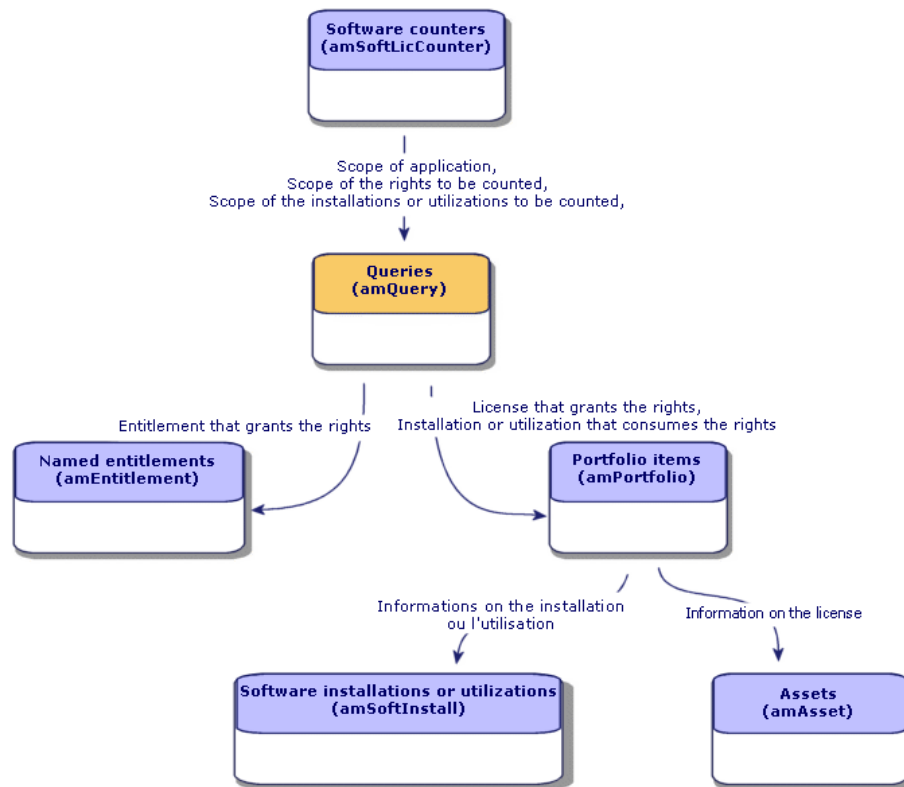 Software counters
(amSoftLicCounter)
Scope of application,
Scope of the rights to be counted,
Scope of the installations or utilizations to be counted,
Queries
(amQuery)
Entitlement that grants the rights
License that grants the rights,
Installation or utilization that consumes the rights
Named entitlements
(amEntitlement)
Portfolio items
(amPortfolio)
Informations on the installation
ou l'utilisation
Information on the license
Software installations or utilizations
(amSoftInstall)
Assets
(amAsset)